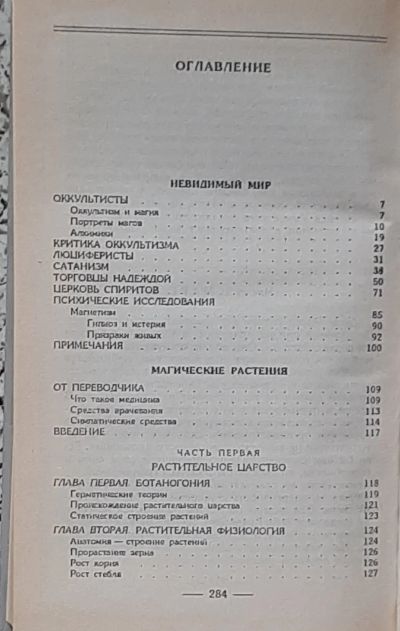 ОГЛАВЛЕНИЕ
НЕВИДИМЫЙ МИР
ОККУЛЬТИСТЫ . . . 7
Оккультизм и магия . . . 7
Портреты магов . . . 10
Алхимики . . . 19
КРИТИКА ОККУЛЬТИЗМА . . . 27
ЛЮЦИФЕРИСТЫ . . . 31
САТАНИЗМ . . . 38
ТОРГОВЦЫ НАДЕЖДОЙ . . . 50
ЦЕРКОВЬ СПИРИТОВ . . . 71
ПСИХИЧЕСКИЕ ИССЛЕДОВАНИЯ
Магнетизм . . . 85
Гипноз и истерия . . . 90
Призраки живых . . . 92
ПРИМЕЧАНИЯ . . . 100
МАГИЧЕСКИЕ РАСТЕНИЯ
ОТ ПЕРЕВОДЧИКА . . . 109
Что такое медицина . . . 109
Средства врачевания . . . 113
Симпатические средства . . . 114
ВВЕДЕНИЕ . . . 117
ЧАСТЬ ПЕРВАЯ
РАСТИТЕЛЬНОЕ ЦАРСТВО
ГЛАВА ПЕРВАЯ. БОТАНОГОНИЯ . . . 118
Герметические теории . . . 119
Происхождение растительного царства . . . 121
Статическое строение растений . . . 123
ГЛАВА ВТОРАЯ. РАСТИТЕЛЬНАЯ ФИЗИОЛОГИЯ . . . 124
Анатомия — строение растений . . . 124
Прорастание зерна . . . 126
Рост корня . . . 126
Рост стебля . . . 127
— 284 —